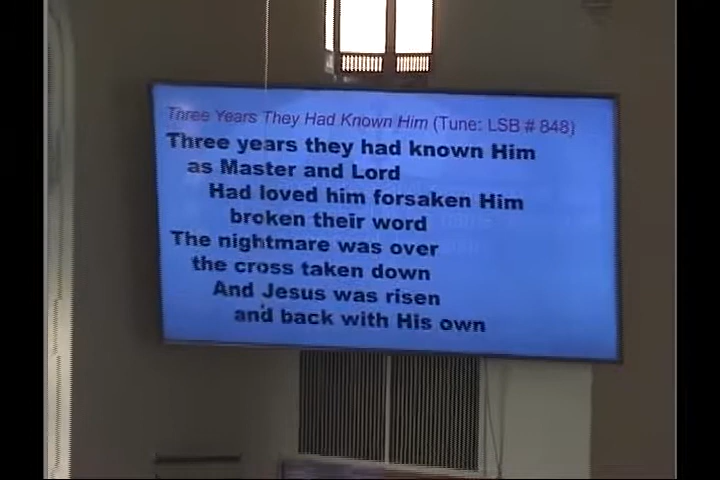 Three Years They Had Known Him (Tune: LSB # 848)
Three years they had known Him
as Master and Lord
Had loved him forsaken Him
broken their word
The nightmare was over
the cross taken down
And Jesus was risen
and back with His own